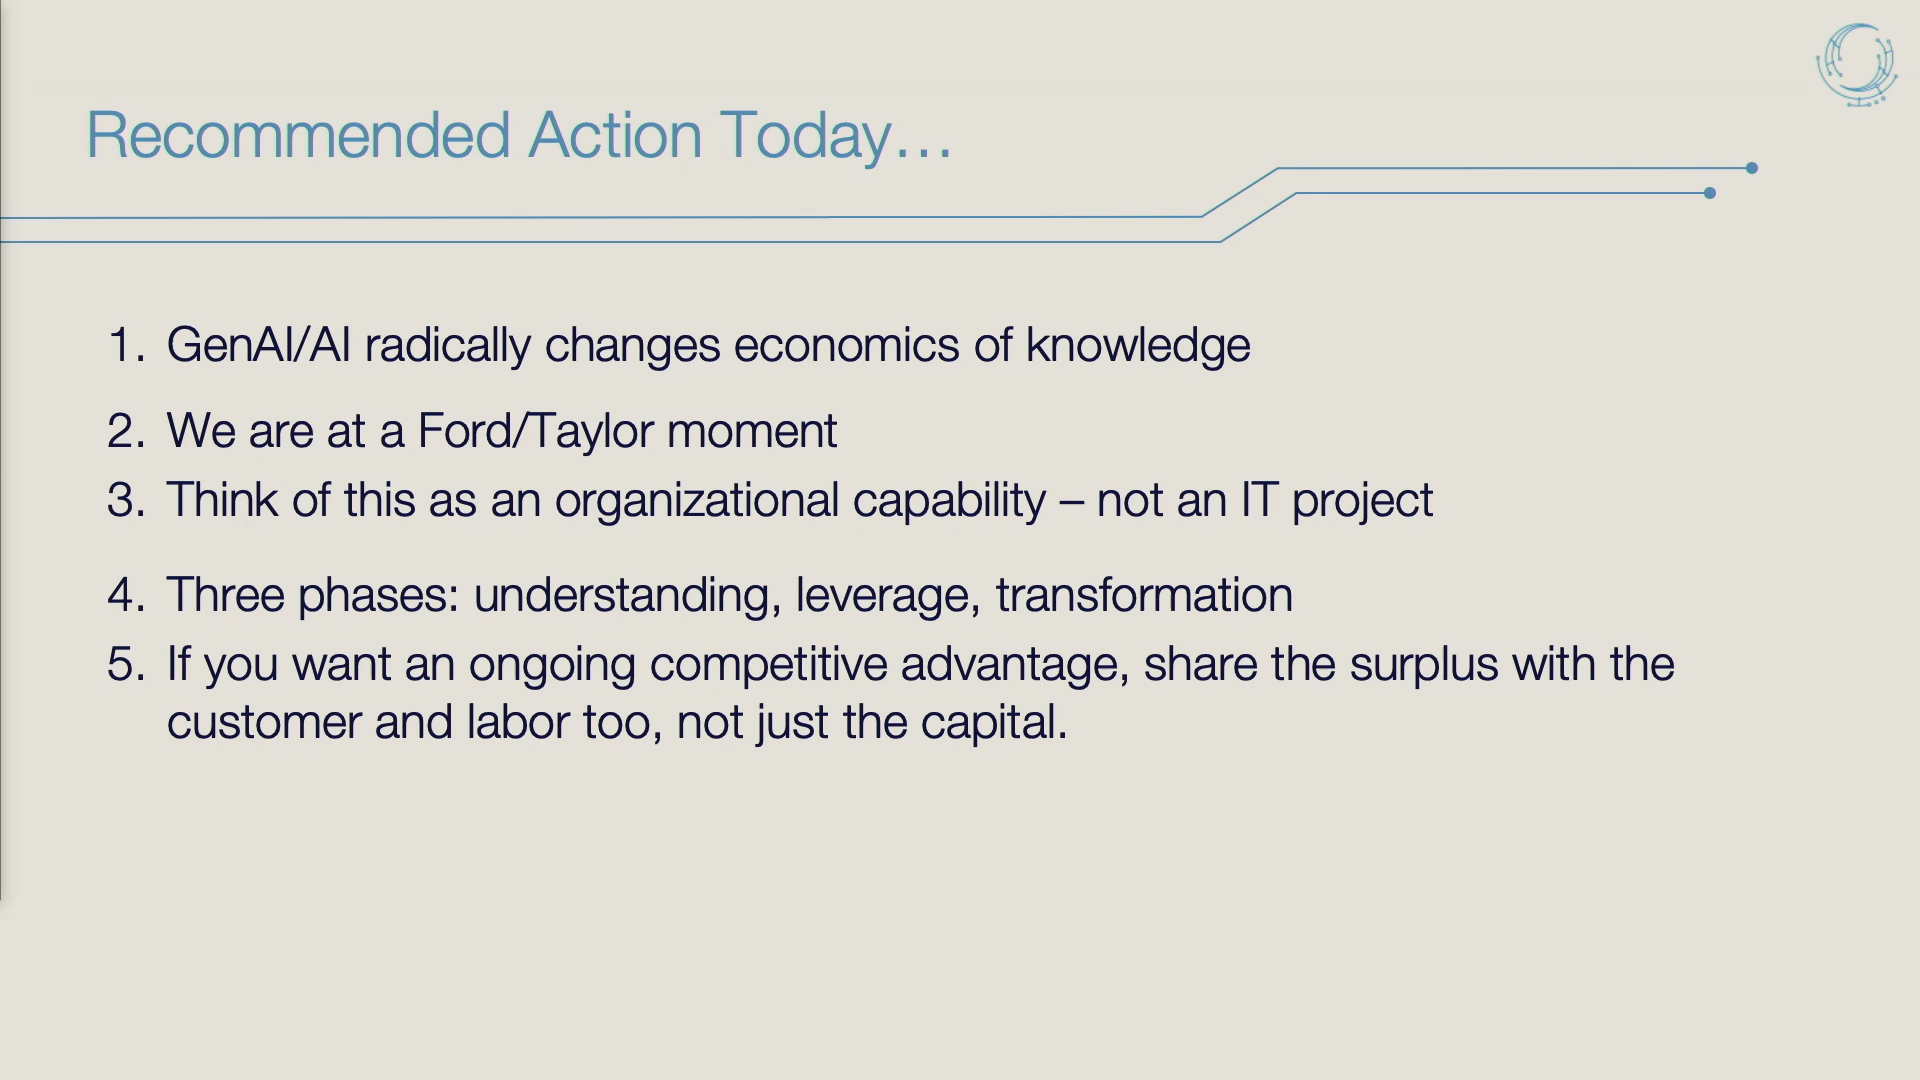 Recommended Action Today…
1. GenAI/AI radically changes economics of knowledge
2. We are at a Ford/Taylor moment
3. Think of this as an organizational capability – not an IT project
4. Three phases: understanding, leverage, transformation
5. If you want an ongoing competitive advantage, share the surplus with the
customer and labor too, not just the capital.